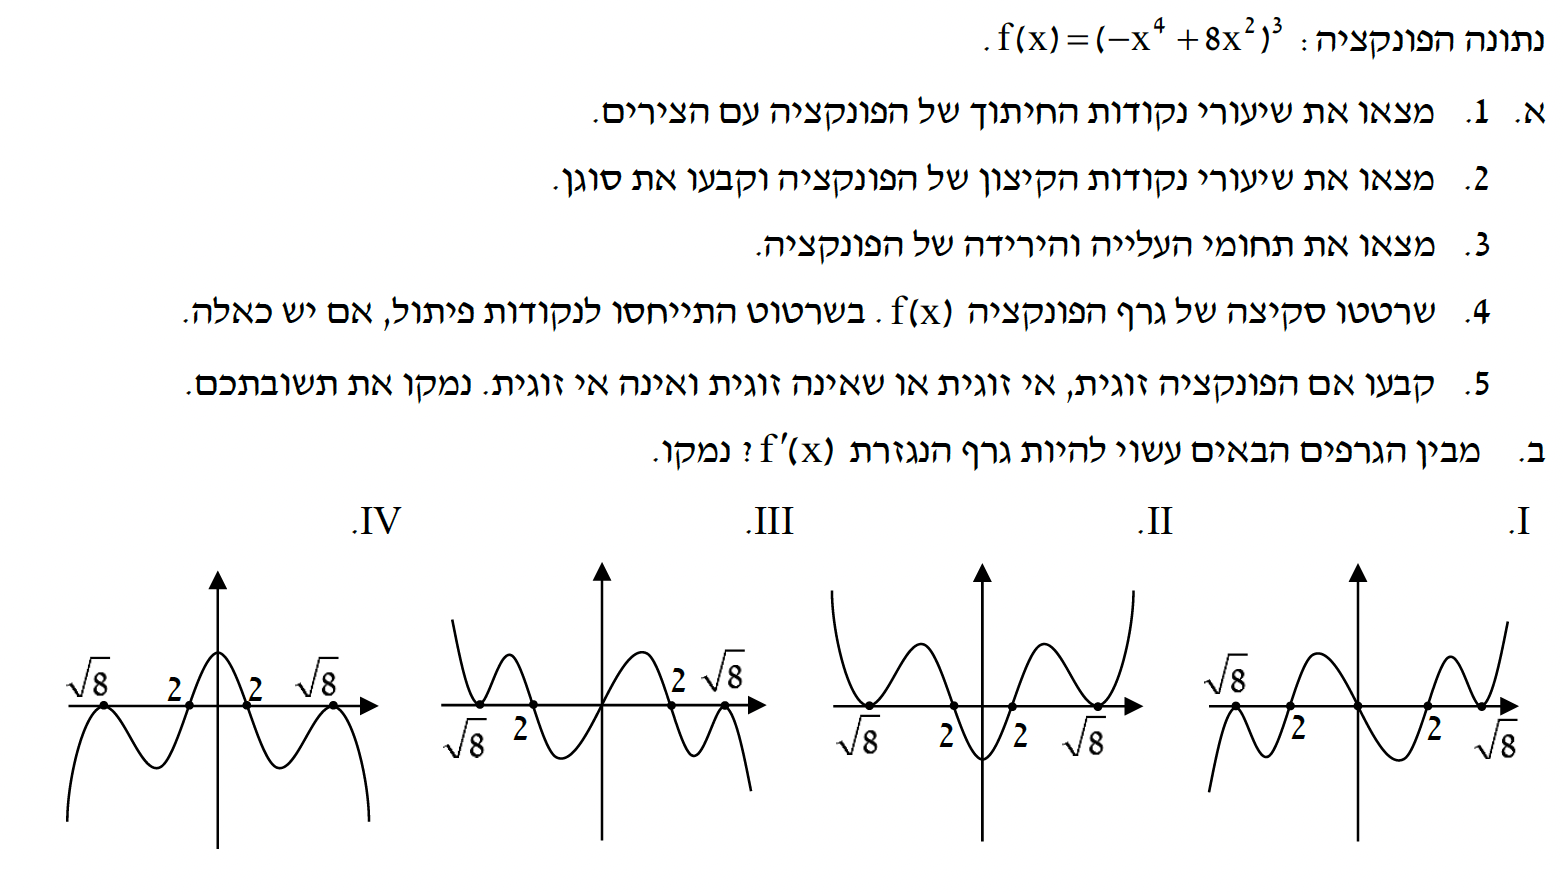 נתונה הפונקציה: f(x)=(−x⁴+8x²)³.
א. 1. מצאו את שיעורי נקודות החיתוך של הפונקציה עם הצירים.
2. מצאו את שיעורי נקודות הקיצון של הפונקציה וקבעו את סוגן.
3. מצאו את תחומי העלייה והירידה של הפונקציה.
4. שרטטו סקיצה של גרף הפונקציה f(x). בשרטוט התייחסו לנקודות פיתול, אם יש כאלה.
5. קבעו אם הפונקציה זוגית, אי זוגית או שאינה זוגית ואינה אי זוגית. נמקו את תשובתכם.
ב. מבין הגרפים הבאים עשוי להיות גרף הנגזרת f′(x)? נמקו.
I. II. III. IV.
√8 2 2 √8
√8 2 2 √8
√8 2 2 √8
√8 2 2 √8